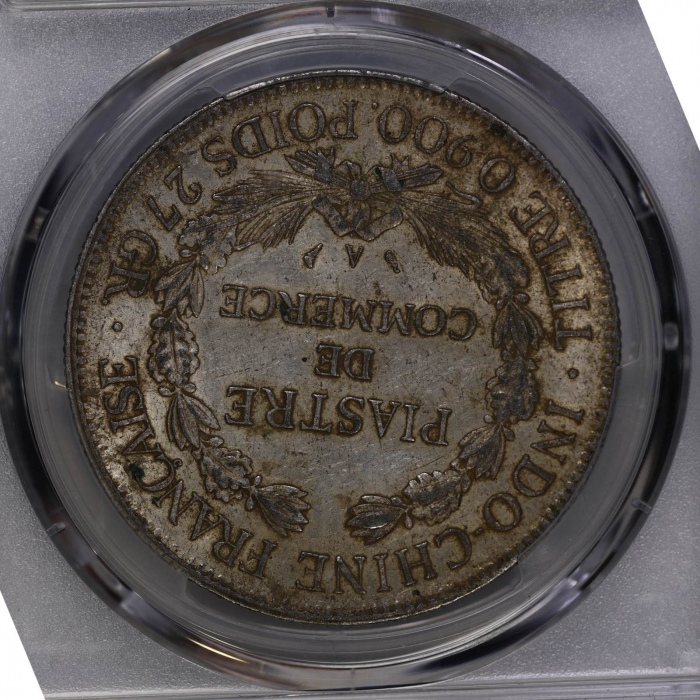 INDO-CHINE FRANÇAISE
PIASTRE
DE
COMMERCE
A
TITRE 0,900. POIDS 27 GR.